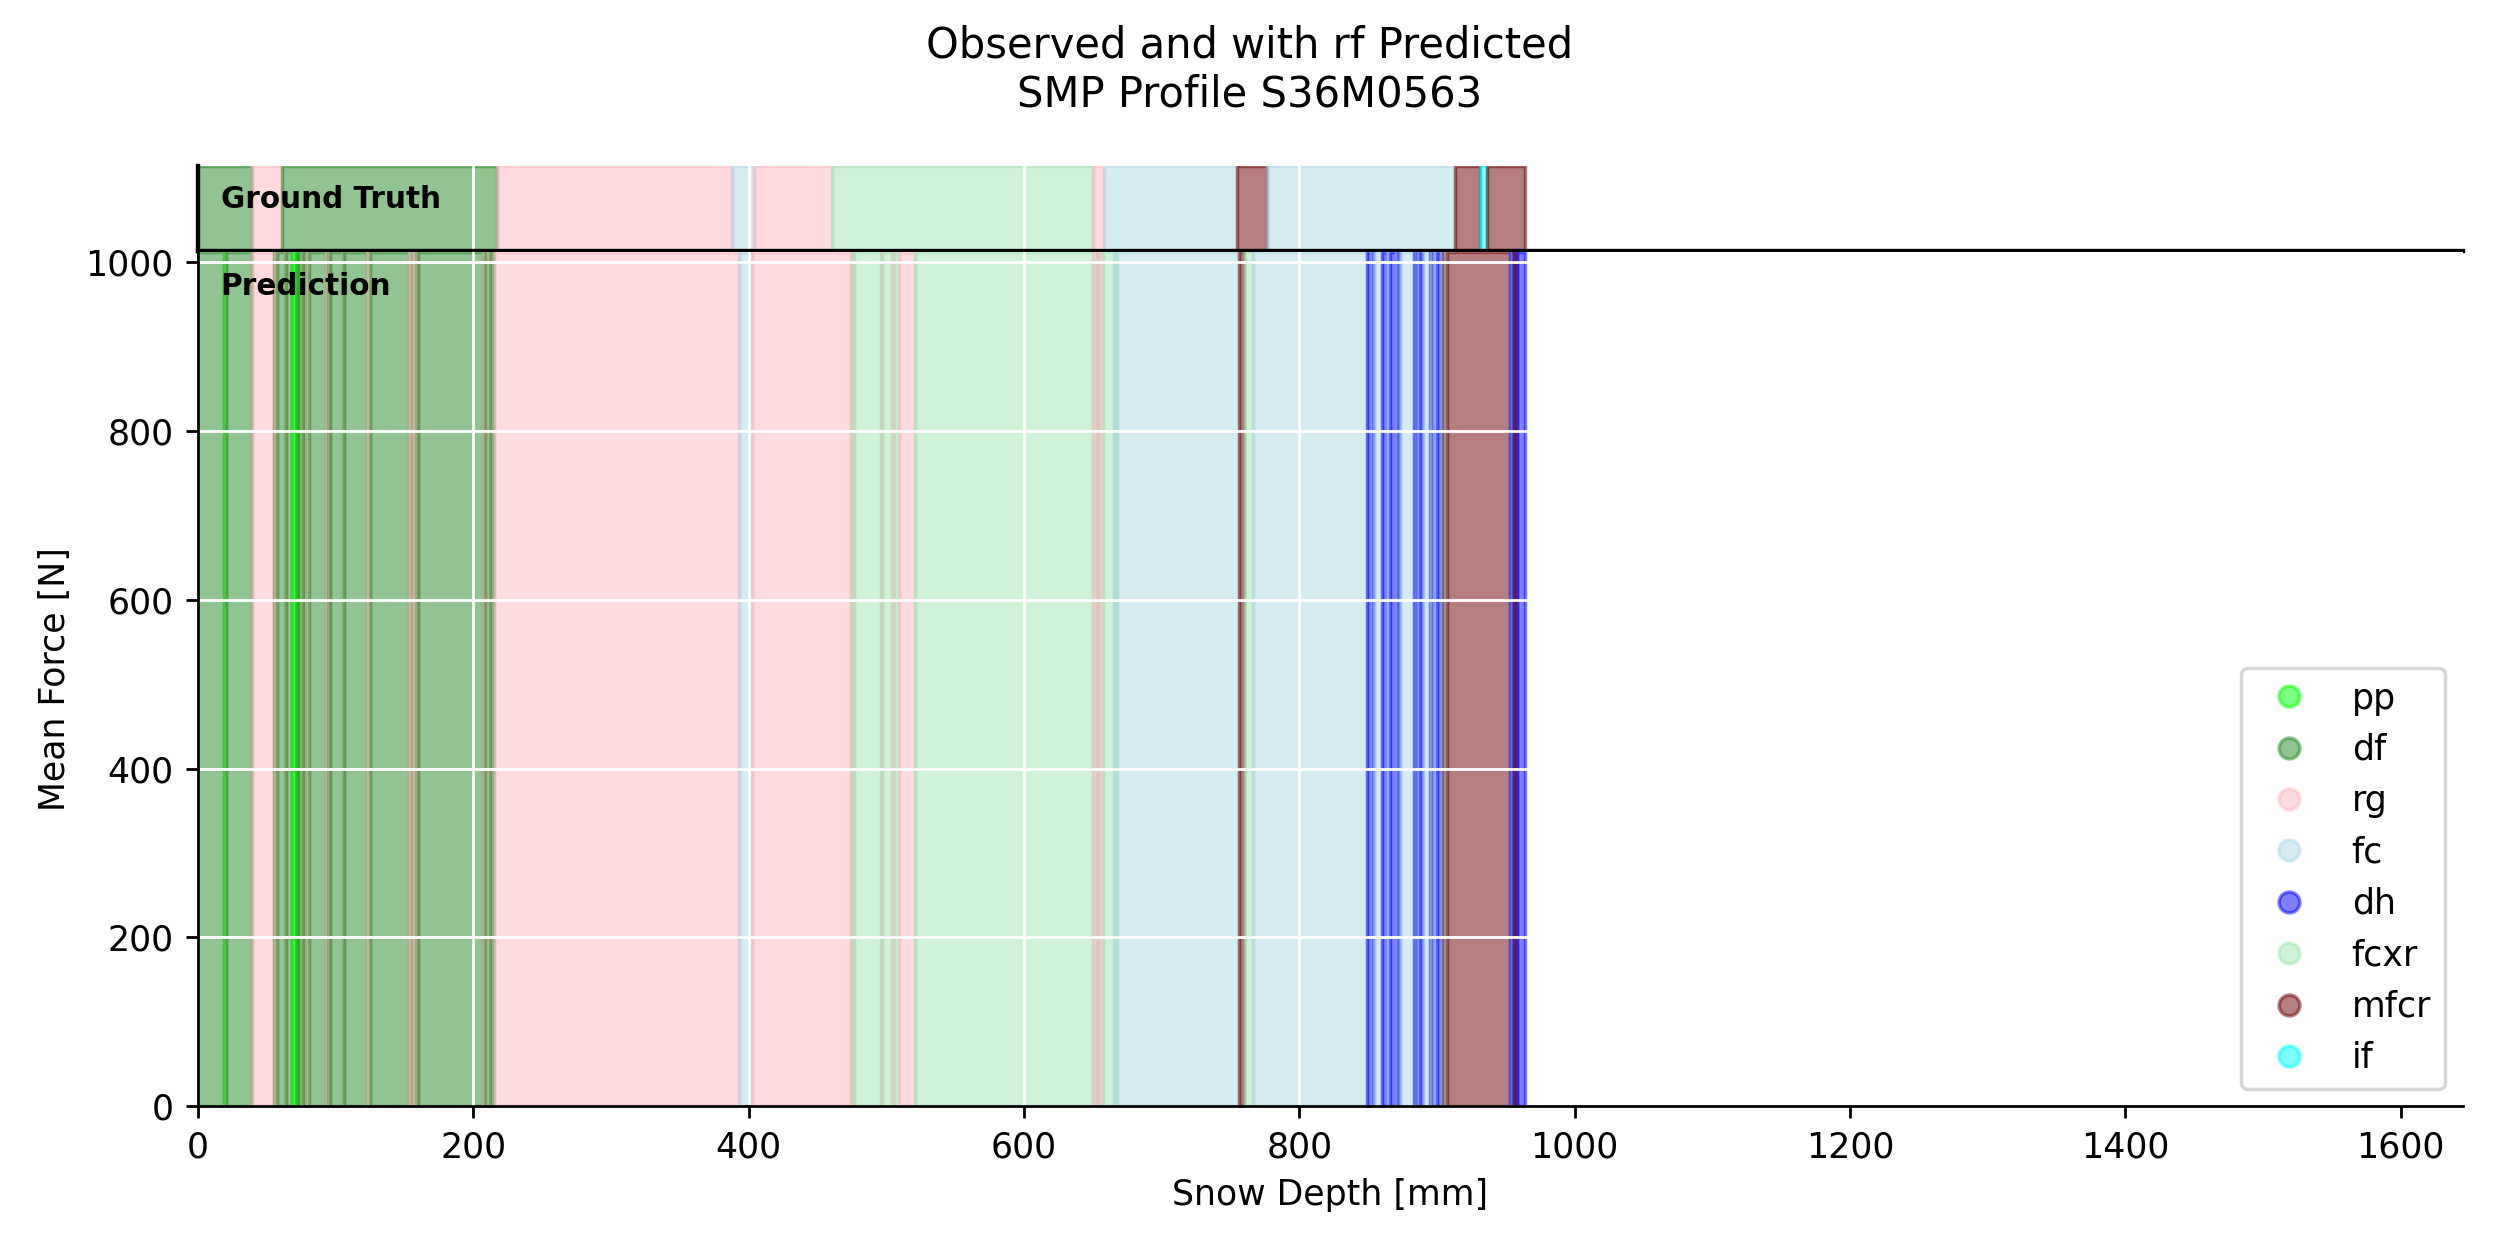 Observed and with rf Predicted
SMP Profile S36M0563
Ground Truth
Prediction
1000
800
600
400
200
0
Mean Force [N]
0 200 400 600 800 1000 1200 1400 1600
Snow Depth [mm]
pp
df
rg
fc
dh
fcxr
mfcr
if